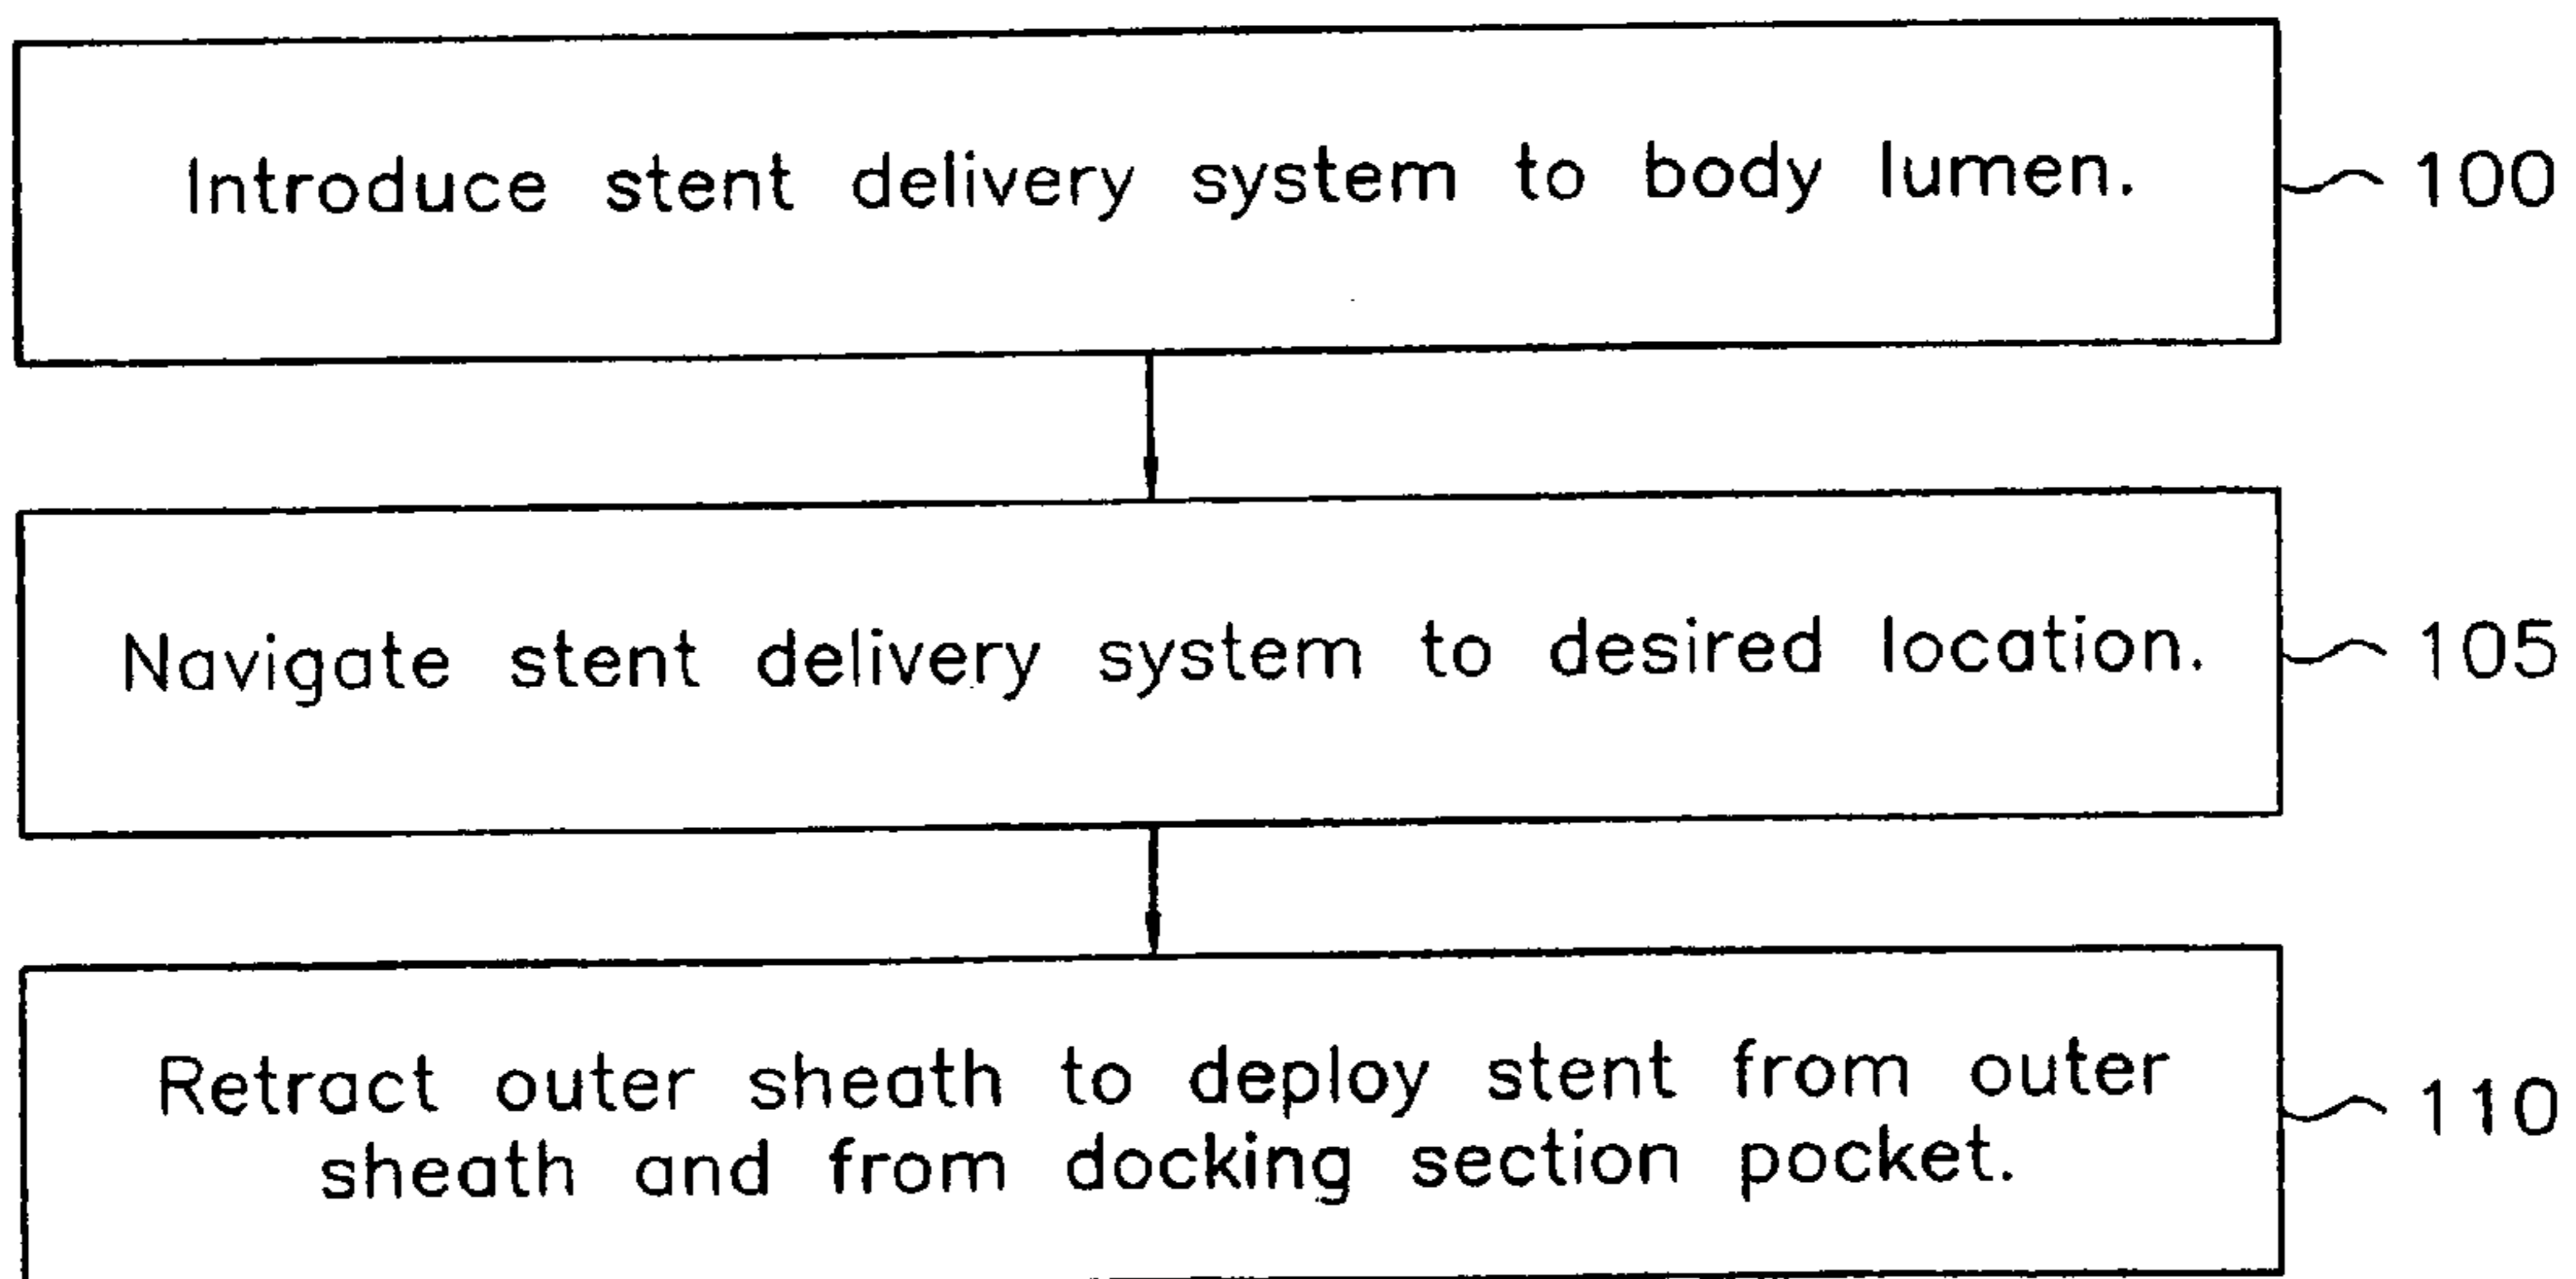 Introduce stent delivery system to body lumen.
100
Navigate stent delivery system to desired location.
105
Retract outer sheath to deploy stent from outer
sheath and from docking section pocket.
110